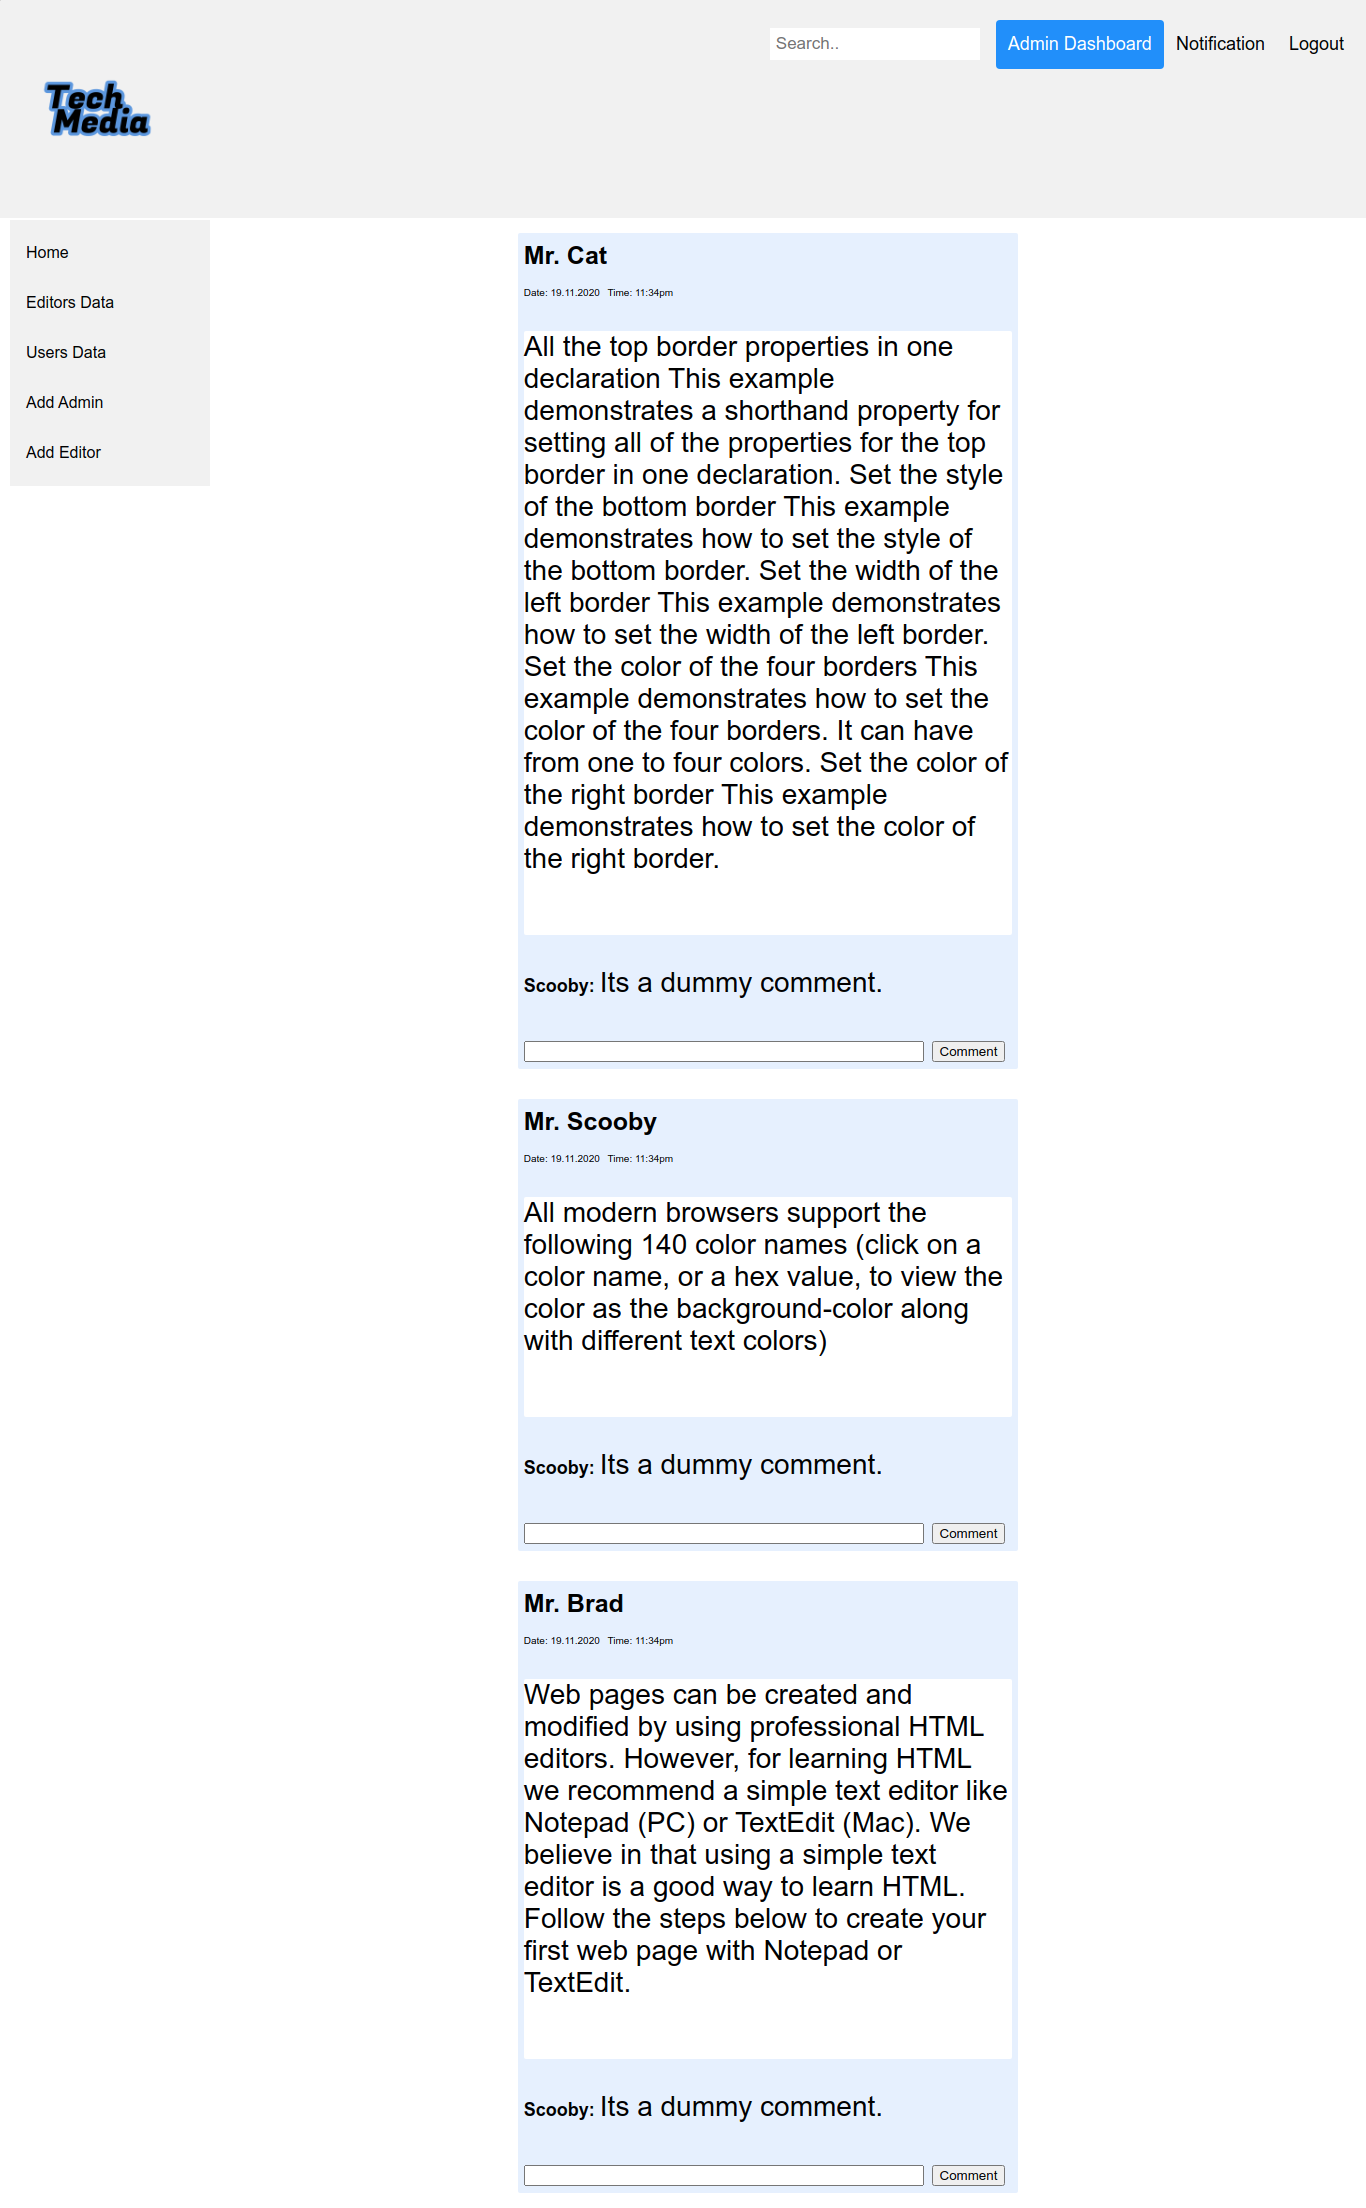 Search..
Admin Dashboard
Notification
Logout
Tech
Media
Home
Editors Data
Users Data
Add Admin
Add Editor
Mr. Cat
Date: 19.11.2020 Time: 11:34pm
All the top border properties in one
declaration This example
demonstrates a shorthand property for
setting all of the properties for the top
border in one declaration. Set the style
of the bottom border This example
demonstrates how to set the style of
the bottom border. Set the width of the
left border This example demonstrates
how to set the width of the left border.
Set the color of the four borders This
example demonstrates how to set the
color of the four borders. It can have
from one to four colors. Set the color of
the right border This example
demonstrates how to set the color of
the right border.
Scooby: Its a dummy comment.
Comment
Mr. Scooby
Date: 19.11.2020 Time: 11:34pm
All modern browsers support the
following 140 color names (click on a
color name, or a hex value, to view the
color as the background-color along
with different text colors)
Scooby: Its a dummy comment.
Comment
Mr. Brad
Date: 19.11.2020 Time: 11:34pm
Web pages can be created and
modified by using professional HTML
editors. However, for learning HTML
we recommend a simple text editor like
Notepad (PC) or TextEdit (Mac). We
believe in that using a simple text
editor is a good way to learn HTML.
Follow the steps below to create your
first web page with Notepad or
TextEdit.
Scooby: Its a dummy comment.
Comment